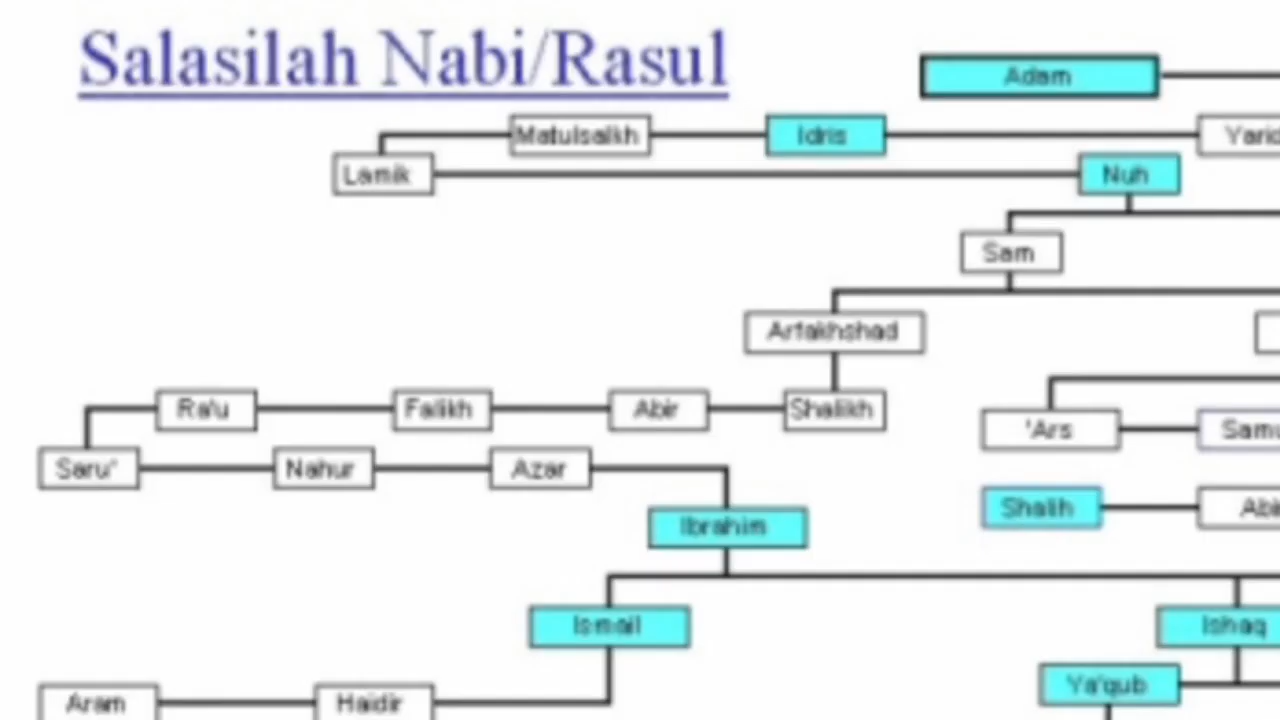 Salasilah Nabi/Rasul
Adam
Matulsalkh Idris
Lamik Nuh
Sam
Arfakhshad
Ra'u Falikh Abir Shalikh
'Ars
Saru' Nahur Azar
Shalih
Ibrahim
Ismail Ishaq
Ya'qub
Aram Haidir